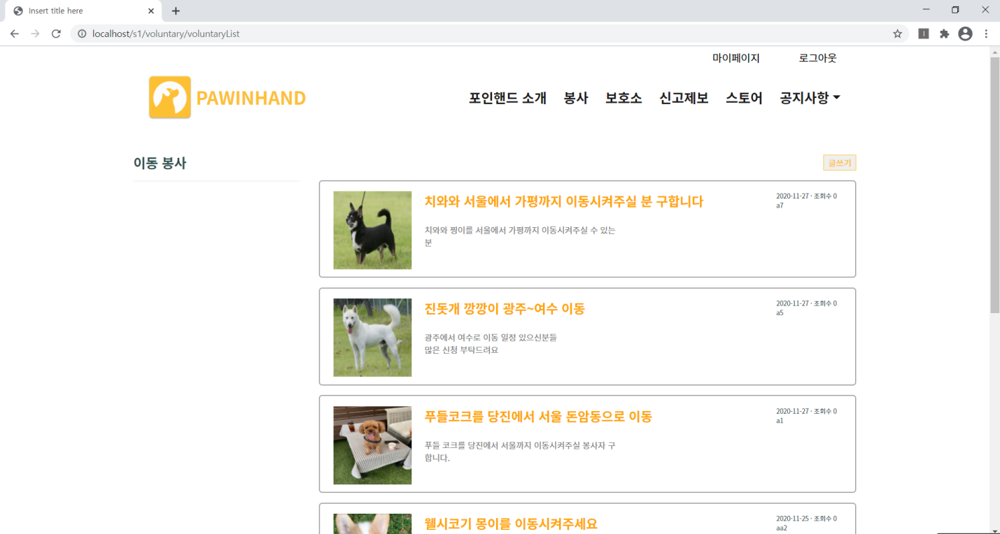 Insert title here
localhost/s1/voluntary/voluntaryList
마이페이지 로그아웃
PAWINHAND
포인핸드 소개 봉사 보호소 신고제보 스토어 공지사항
이동 봉사
글쓰기
치와와 서울에서 가평까지 이동시켜주실 분 구합니다
2020-11-27 · 조회수 0
a7
치와와 찡이를 서울에서 가평까지 이동시켜주실 수 있는
분
진돗개 깡깡이 광주~여수 이동
2020-11-27 · 조회수 0
a5
광주에서 여수로 이동 일정 있으신분들
많은 신청 부탁드려요
푸들코크를 당진에서 서울 돈암동으로 이동
2020-11-27 · 조회수 0
a1
푸들 코크를 당진에서 서울까지 이동시켜주실 봉사자 구
합니다.
웰시코기 몽이를 이동시켜주세요
2020-11-25 · 조회수 0
aa2